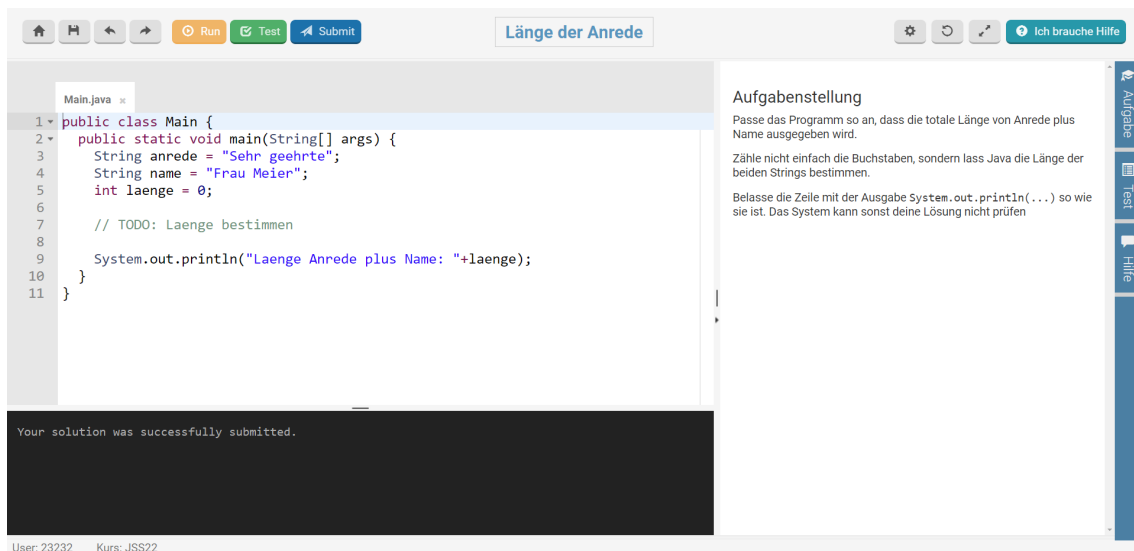 Run Test Submit Länge der Anrede Ich brauche Hilfe
Main.java ×
1 public class Main {
2 public static void main(String[] args) {
3 String anrede = "Sehr geehrte";
4 String name = "Frau Meier";
5 int laenge = 0;
6
7 // TODO: Laenge bestimmen
8
9 System.out.println("Laenge Anrede plus Name: "+laenge);
10 }
11 }
Your solution was successfully submitted.
Aufgabenstellung
Passe das Programm so an, dass die totale Länge von Anrede plus
Name ausgegeben wird.
Zähle nicht einfach die Buchstaben, sondern lass Java die Länge der
beiden Strings bestimmen.
Belasse die Zeile mit der Ausgabe System.out.println(...) so wie
sie ist. Das System kann sonst deine Lösung nicht prüfen
Aufgabe
Test
Hilfe
User: 23232 Kurs: JSS22